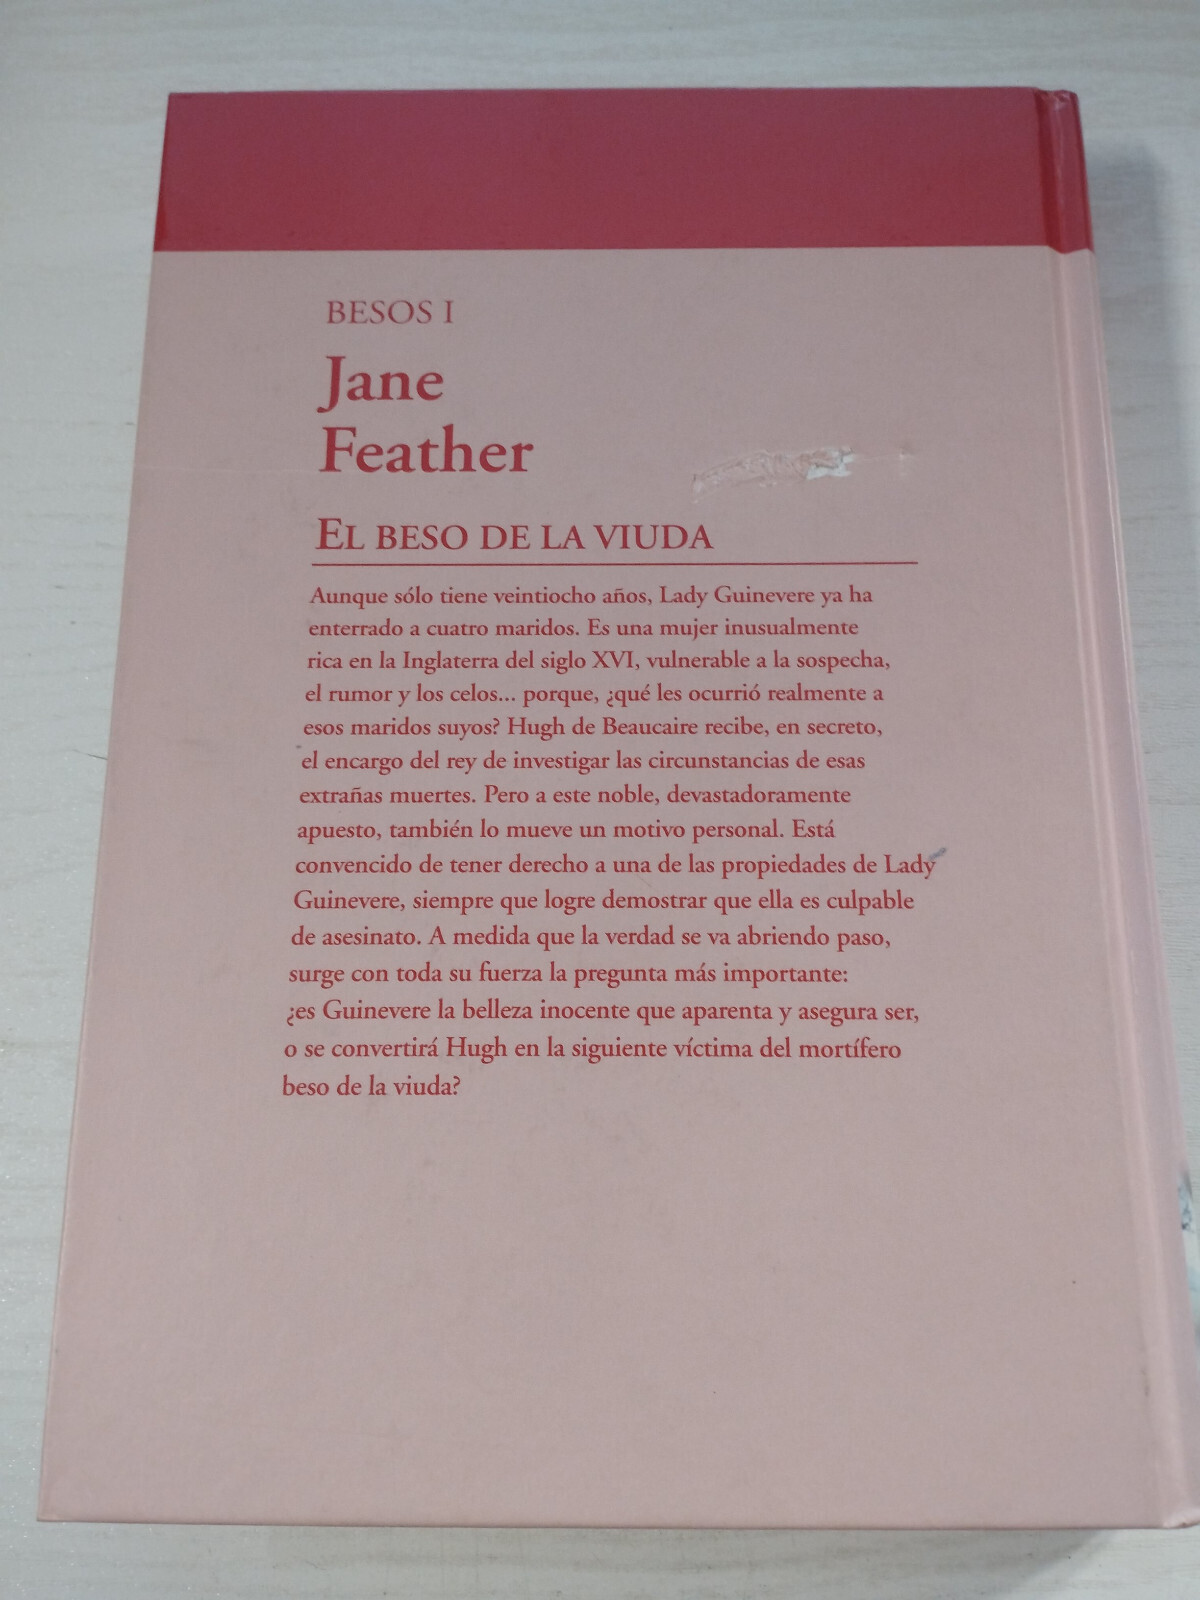 BESOS I
Jane
Feather
EL BESO DE LA VIUDA
Aunque sólo tiene veintiocho años, Lady Guinevere ya ha
enterrado a cuatro maridos. Es una mujer inusualmente
rica en la Inglaterra del siglo XVI, vulnerable a la sospecha,
el rumor y los celos... porque, ¿qué les ocurrió realmente a
esos maridos suyos? Hugh de Beaucaire recibe, en secreto,
el encargo del rey de investigar las circunstancias de esas
extrañas muertes. Pero a este noble, devastadoramente
apuesto, también lo mueve un motivo personal. Está
convencido de tener derecho a una de las propiedades de Lady
Guinevere, siempre que logre demostrar que ella es culpable
de asesinato. A medida que la verdad se va abriendo paso,
surge con toda su fuerza la pregunta más importante:
¿es Guinevere la belleza inocente que aparenta y asegura ser,
o se convertirá Hugh en la siguiente víctima del mortífero
beso de la viuda?